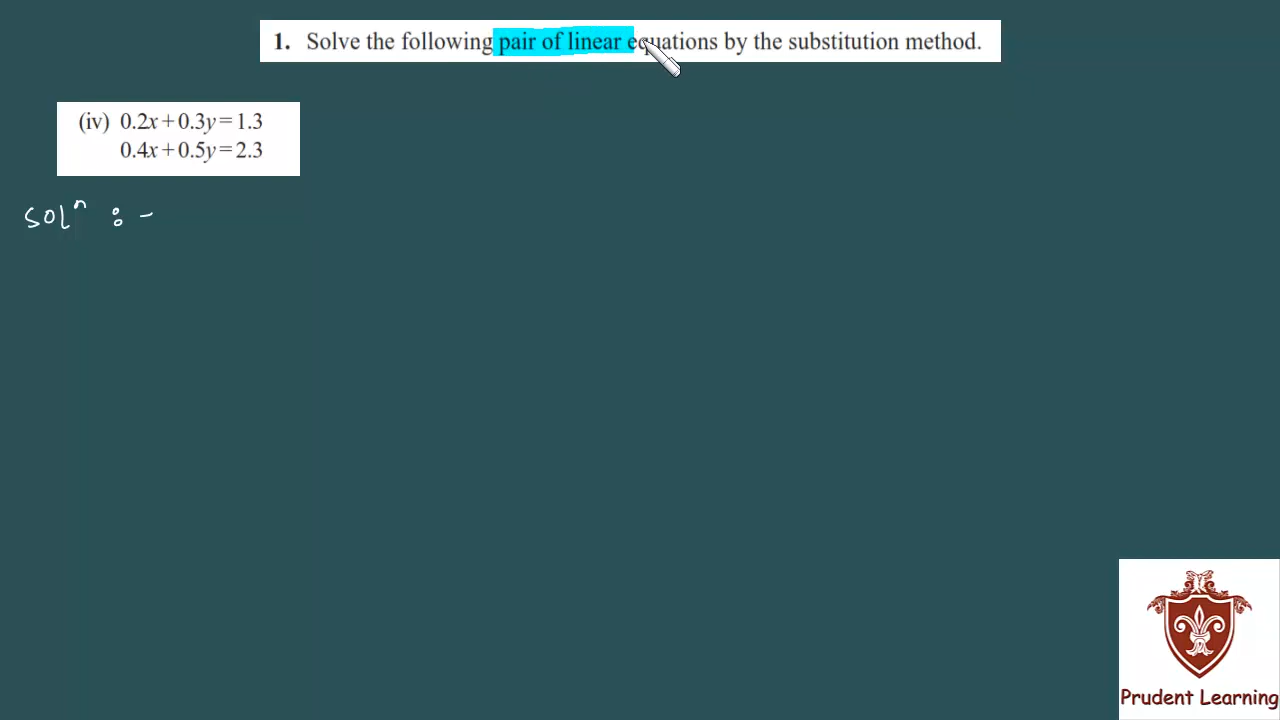 1. Solve the following pair of linear equations by the substitution method.
(iv) 0.2x+0.3y=1.3
0.4x+0.5y=2.3
Solⁿ : -
Prudent Learning